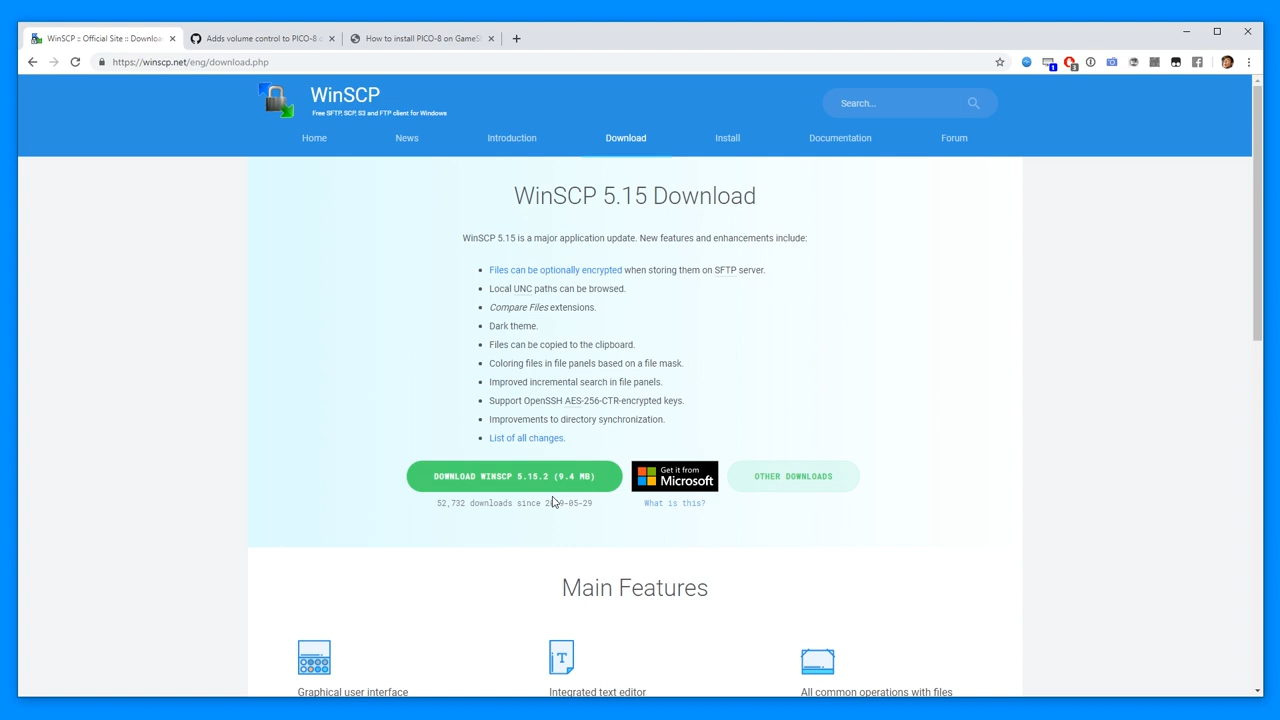 WinSCP :: Official Site :: Downloa
Adds volume control to PICO-8 c
How to install PICO-8 on GameS
https://winscp.net/eng/download.php
1
3
WinSCP
Free SFTP, SCP, S3 and FTP client for Windows
Search...
Home
News
Introduction
Download
Install
Documentation
Forum
WinSCP 5.15 Download
WinSCP 5.15 is a major application update. New features and enhancements include:
Files can be optionally encrypted when storing them on SFTP server.
Local UNC paths can be browsed.
Compare Files extensions.
Dark theme.
Files can be copied to the clipboard.
Coloring files in file panels based on a file mask.
Improved incremental search in file panels.
Support OpenSSH AES-256-CTR-encrypted keys.
Improvements to directory synchronization.
List of all changes.
DOWNLOAD WINSCP 5.15.2 (9.4 MB)
Get it from
Microsoft
OTHER DOWNLOADS
52,732 downloads since 2019-05-29
What is this?
Main Features
T
Graphical user interface
Integrated text editor
All common operations with files